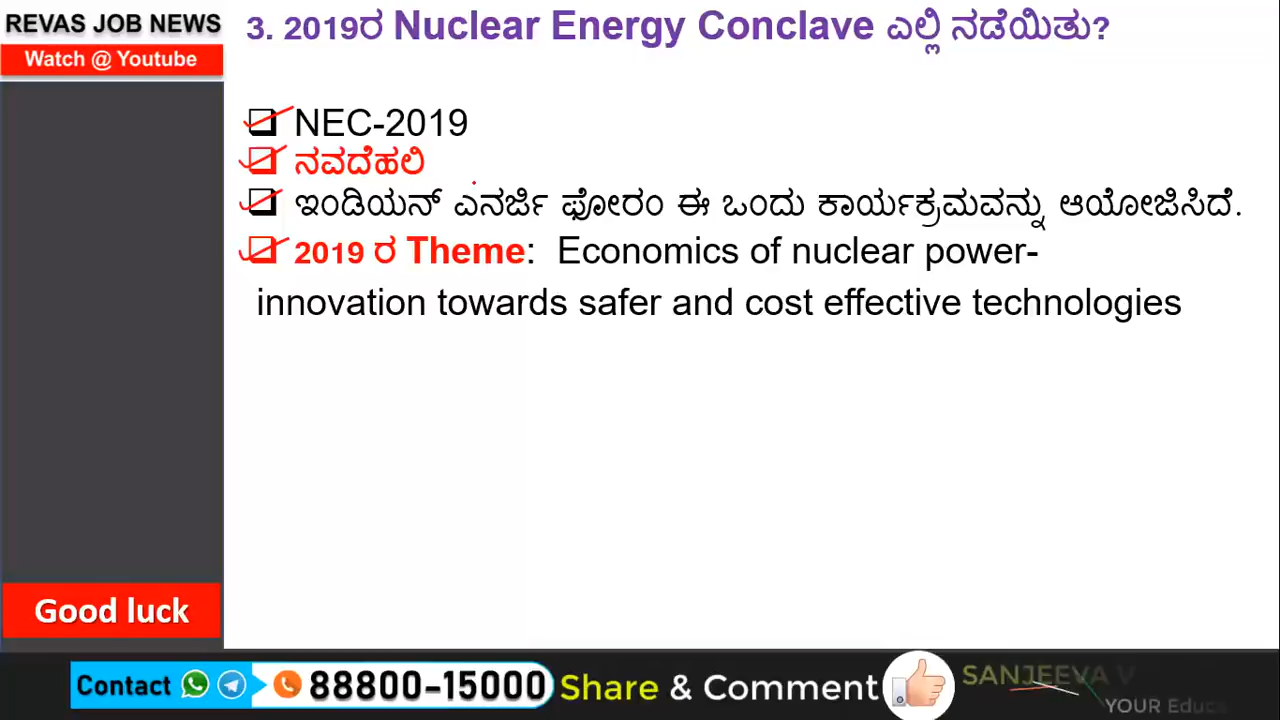 REVAS JOB NEWS
Watch @ Youtube
3. 2019ರ Nuclear Energy Conclave ಎಲ್ಲಿ ನಡೆಯಿತು?
NEC-2019
ನವದೆಹಲಿ
ಇಂಡಿಯನ್ ಎನರ್ಜಿ ಫೋರಂ ಈ ಒಂದು ಕಾರ್ಯಕ್ರಮವನ್ನು ಆಯೋಜಿಸಿದೆ.
2019 ರ Theme: Economics of nuclear power-
innovation towards safer and cost effective technologies
Good luck
Contact 88800-15000 Share & Comment
SANJEEVA V
YOUR